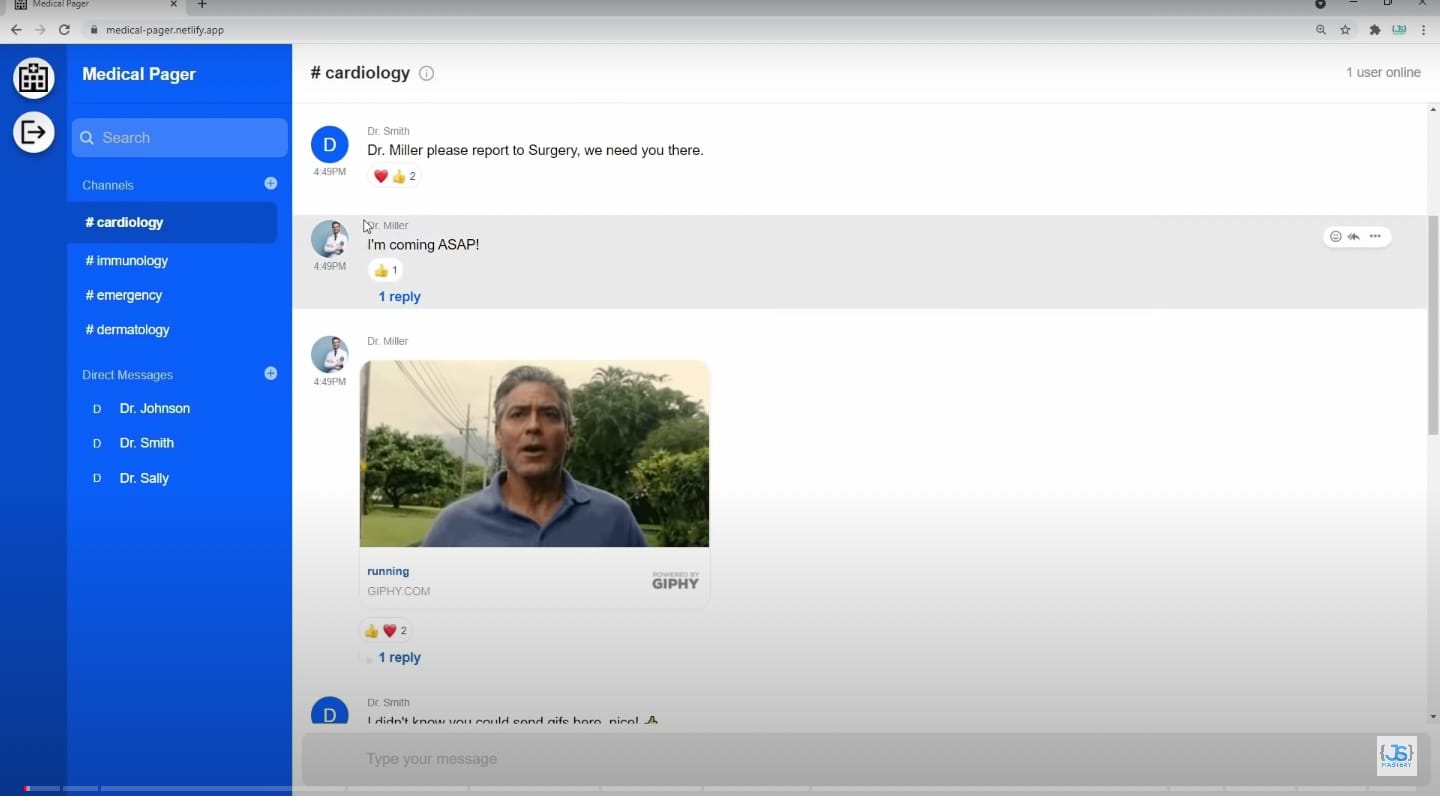 Medical Pager
medical-pager.netlify.app
Medical Pager
Search
Channels
# cardiology
# immunology
# emergency
# dermatology
Direct Messages
D Dr. Johnson
D Dr. Smith
D Dr. Sally
# cardiology
1 user online
D
Dr. Smith
Dr. Miller please report to Surgery, we need you there.
4:49PM
❤️👍 2
Dr. Miller
I'm coming ASAP!
4:49PM
👍 1
1 reply
Dr. Miller
4:49PM
running
GIPHY.COM
POWERED BY
GIPHY
👍❤️ 2
1 reply
D
Dr. Smith
I didn't know you could send gifs here, nice! 👍
Type your message
{JS}
MASTERY